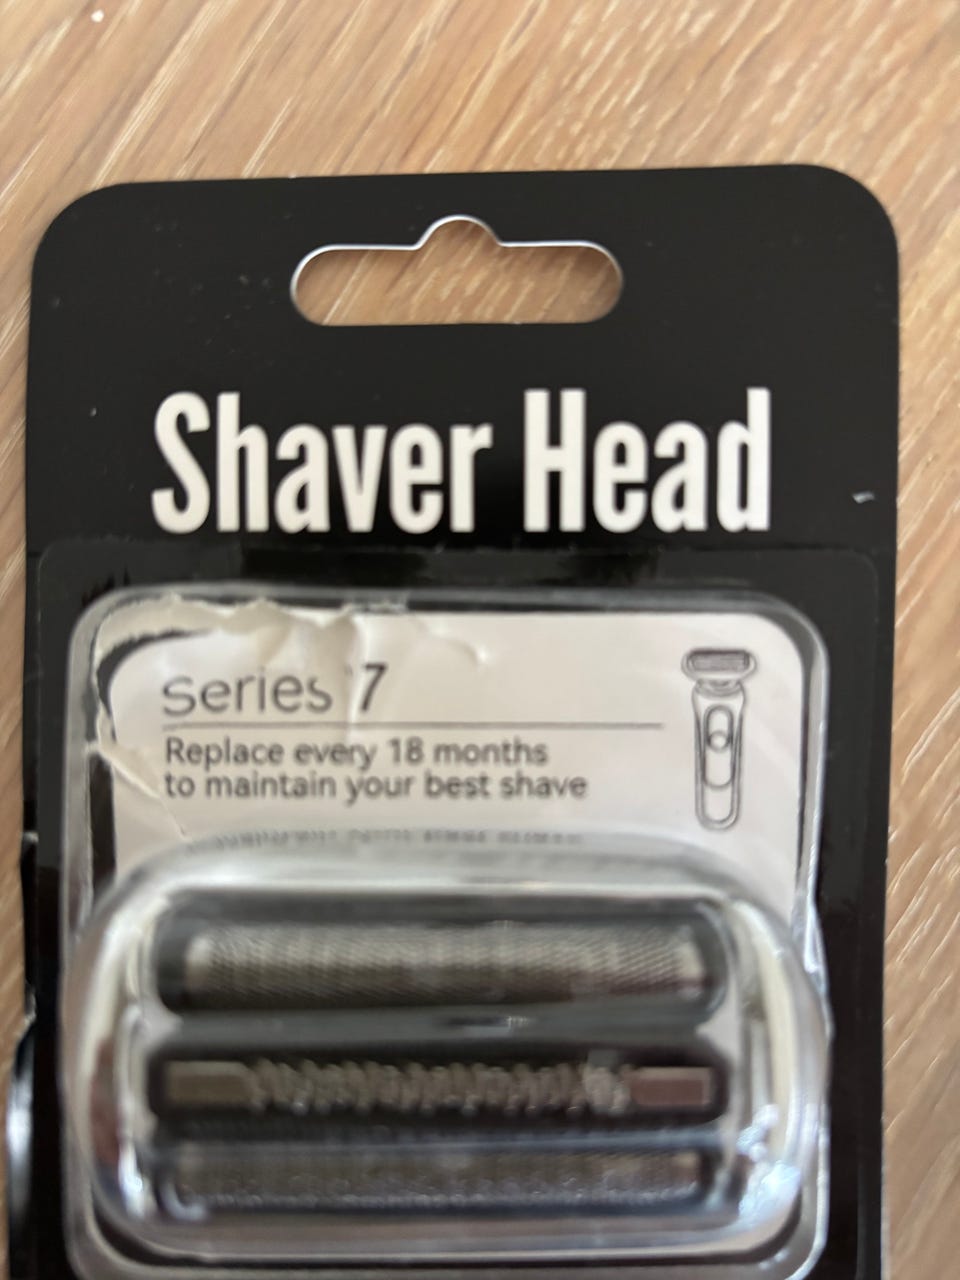 Shaver Head
series 7
Replace every 18 months
to maintain your best shave